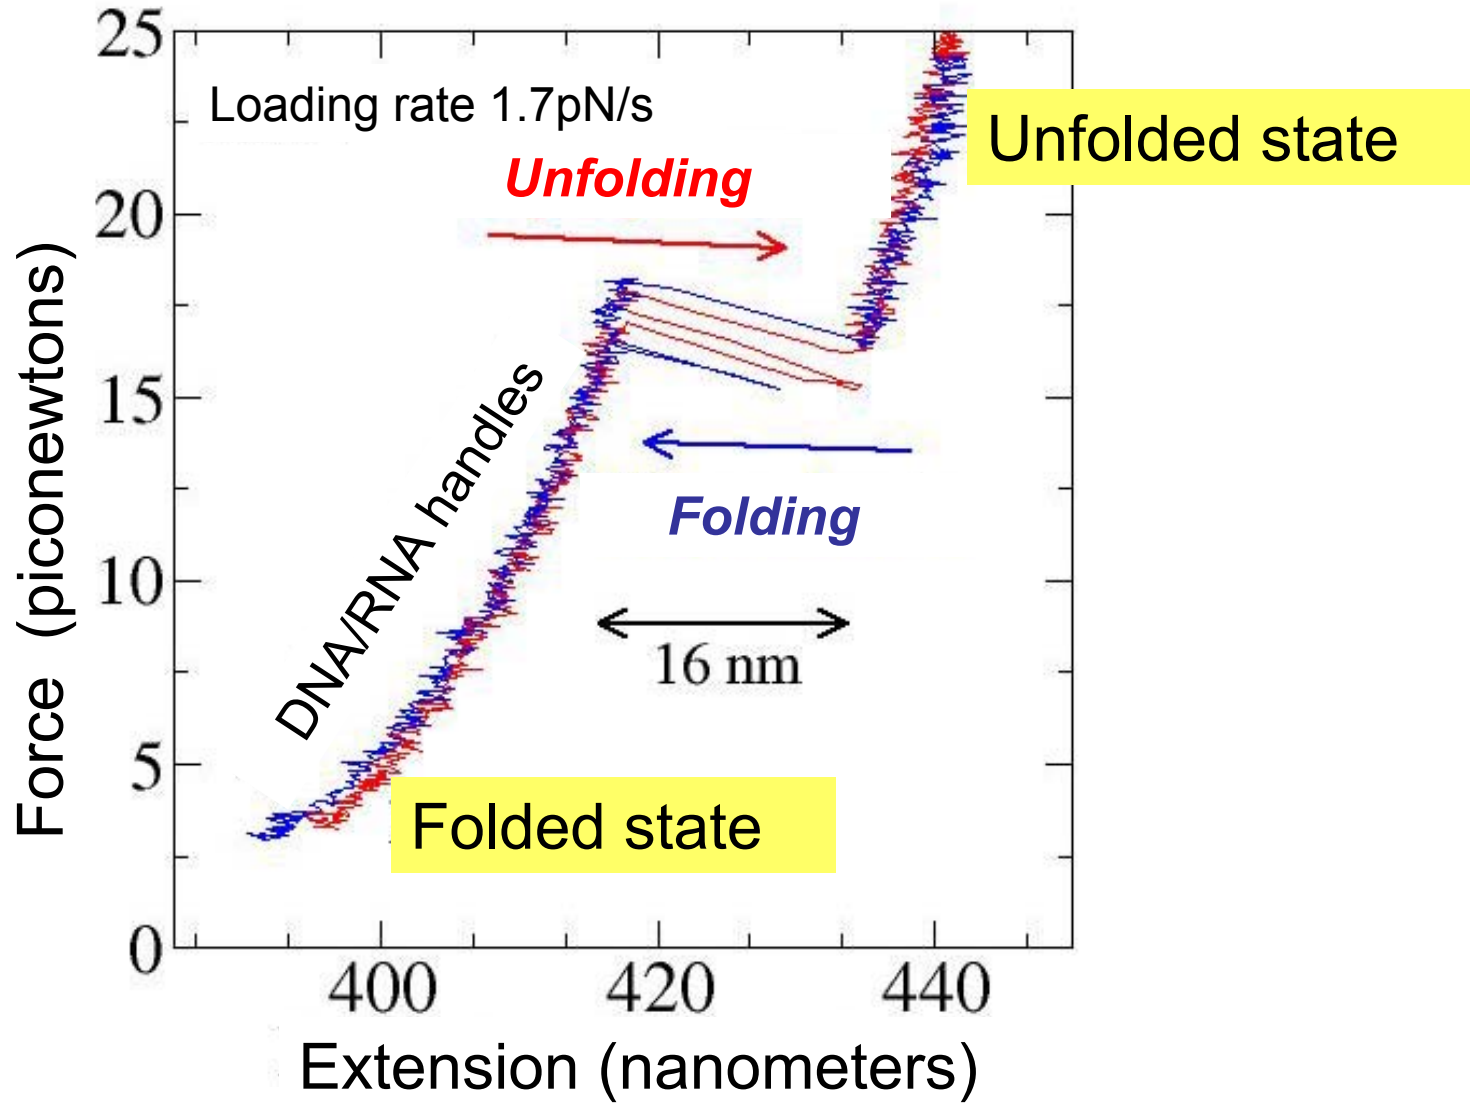 25
Loading rate 1.7pN/s
Unfolded state
Unfolding
20
15
DNA/RNA handles
Folding
10
16 nm
5
Folded state
0
Force (piconewtons)
400 420 440
Extension (nanometers)